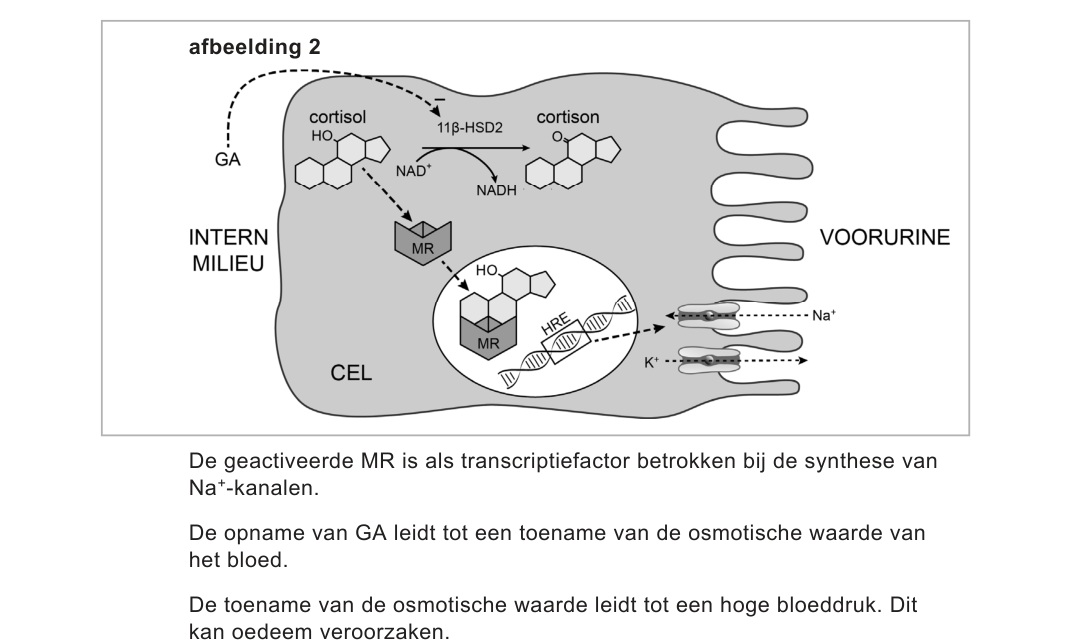 afbeelding 2
–
cortisol
HO
11β-HSD2
cortison
O
GA
NAD⁺
NADH
INTERN
MILIEU
MR
VOORURINE
HO
HRE
MR
Na⁺
K⁺
CEL
De geactiveerde MR is als transcriptiefactor betrokken bij de synthese van
Na⁺-kanalen.
De opname van GA leidt tot een toename van de osmotische waarde van
het bloed.
De toename van de osmotische waarde leidt tot een hoge bloeddruk. Dit
kan oedeem veroorzaken.